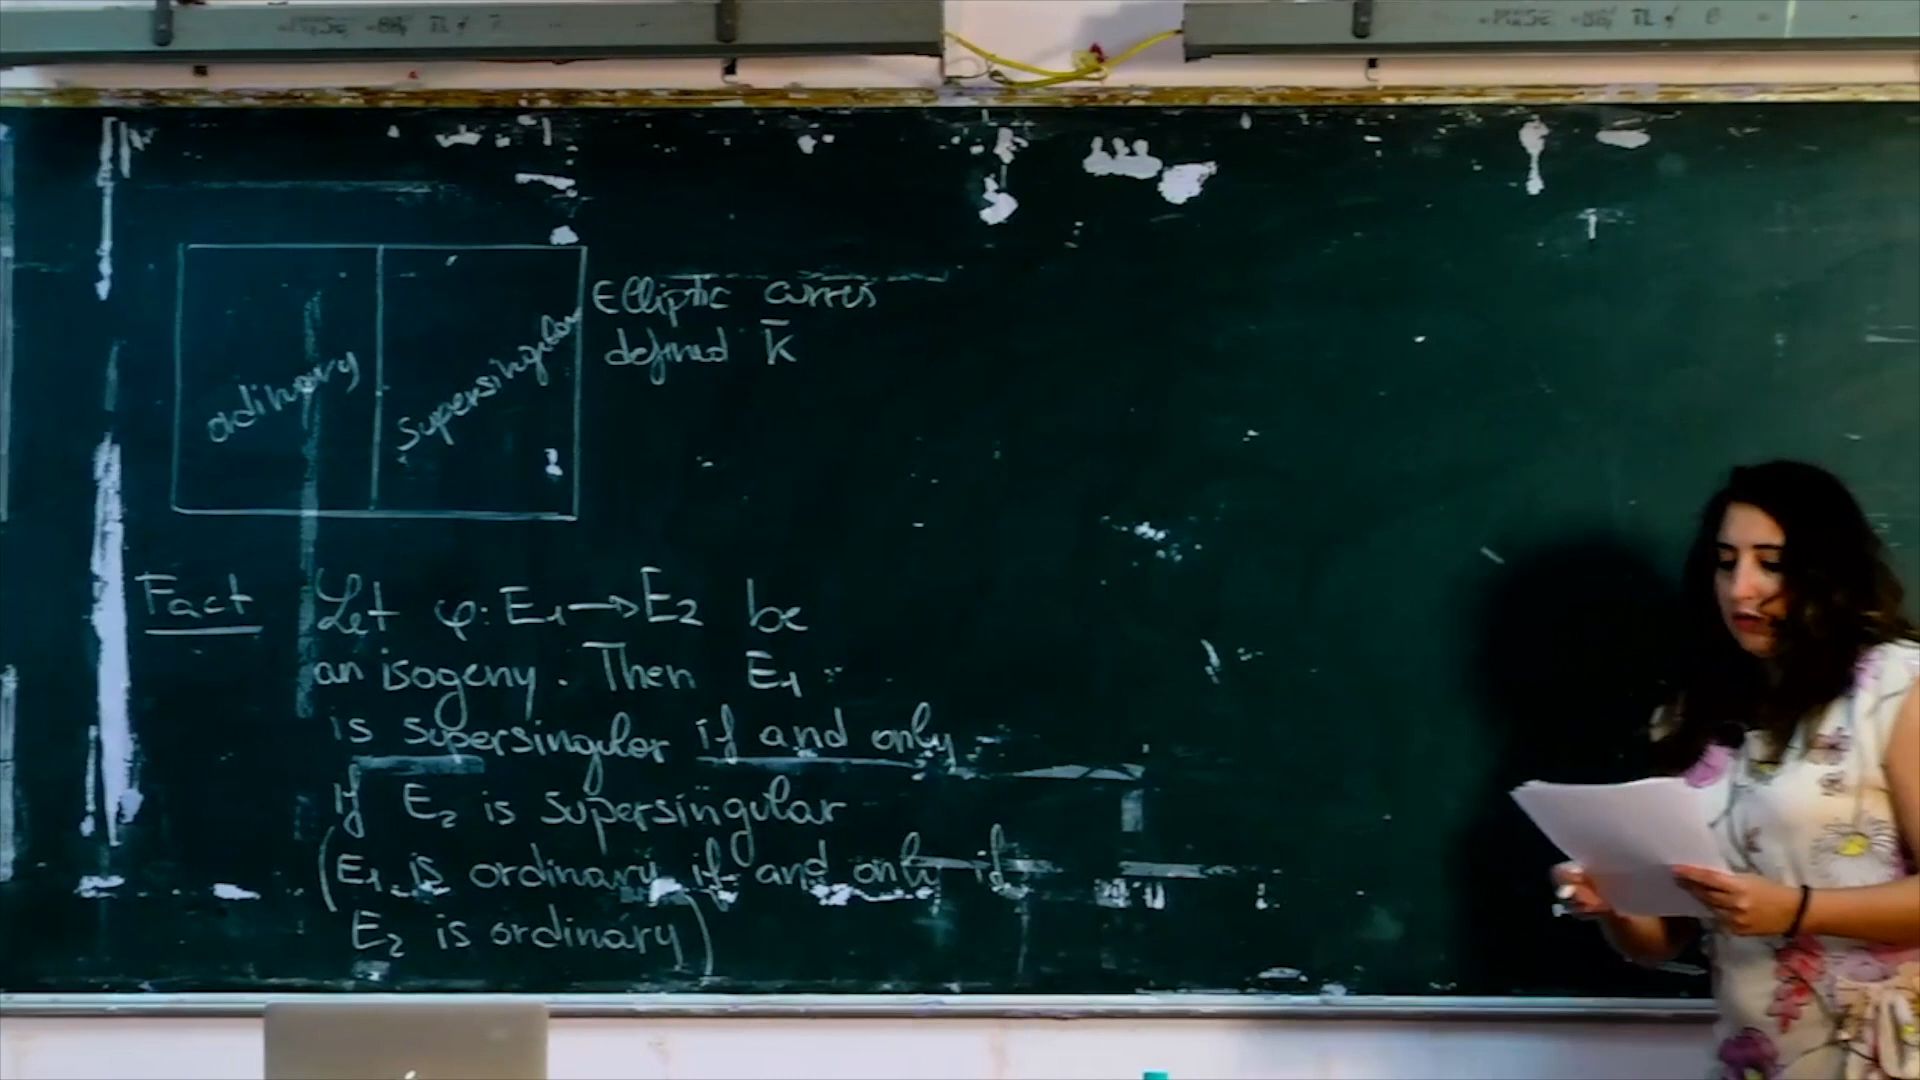 ordinary
supersingular
Elliptic curves
defined k̄
Fact Let φ: E₁ → E₂ be
an isogeny. Then E₁
is supersingular if and only
if E₂ is supersingular
(E₁ is ordinary if and only if
E₂ is ordinary)